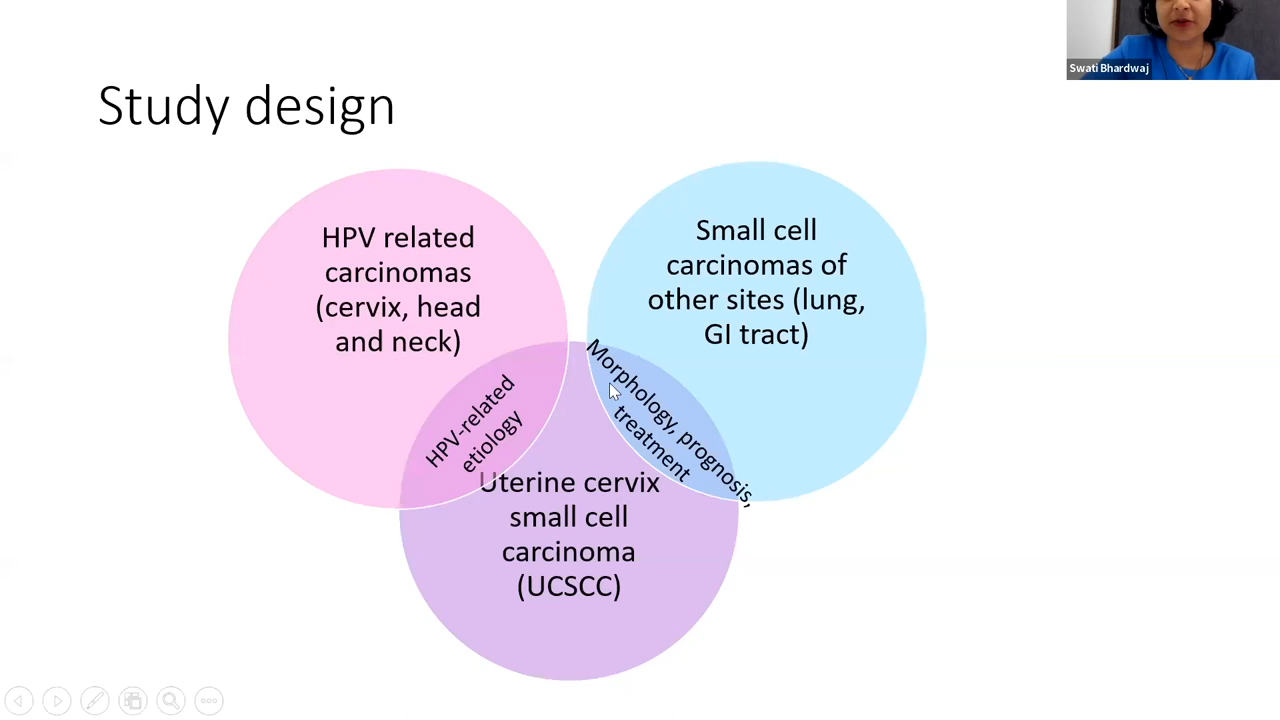 Swati Bhardwaj
Study design
HPV related
carcinomas
(cervix, head
and neck)
Small cell
carcinomas of
other sites (lung,
GI tract)
HPV-related
etiology
Morphology, prognosis,
treatment
Uterine cervix
small cell
carcinoma
(UCSCC)